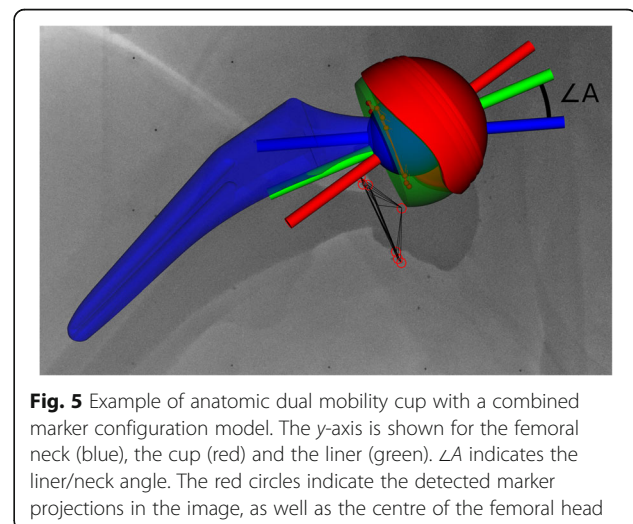 ∠A
Fig. 5 Example of anatomic dual mobility cup with a combined
marker configuration model. The y-axis is shown for the femoral
neck (blue), the cup (red) and the liner (green). ∠A indicates the
liner/neck angle. The red circles indicate the detected marker
projections in the image, as well as the centre of the femoral head